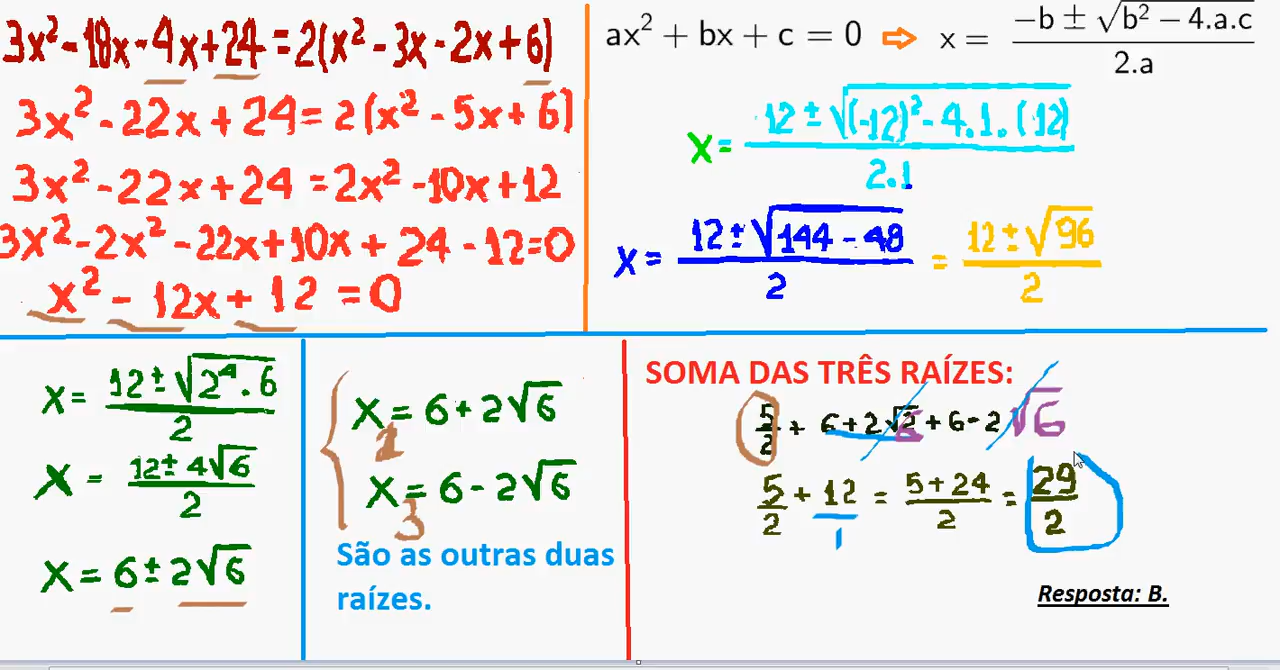 3x² - 18x - 4x + 24 = 2(x² - 3x - 2x + 6)
3x² - 22x + 24 = 2(x² - 5x + 6)
3x² - 22x + 24 = 2x² - 10x + 12
3x² - 2x² - 22x + 10x + 24 - 12 = 0
x² - 12x + 12 = 0
ax² + bx + c = 0 ⇨ x = (−b ± √(b² − 4.a.c))/(2.a)
x = (12 ± √((-12)² - 4.1.(12)))/(2.1)
x = (12 ± √(144 - 48))/2 = (12 ± √96)/2
x = (12 ± √(2⁴ . 6))/2
x = (12 ± 4√6)/2
x = 6 ± 2√6
x₂ = 6 + 2√6
x₃ = 6 - 2√6
São as outras duas
raízes.
SOMA DAS TRÊS RAÍZES:
5/2 + 6 + 2√6 + 6 - 2√6
5/2 + 12/1 = (5 + 24)/2 = 29/2
Resposta: B.